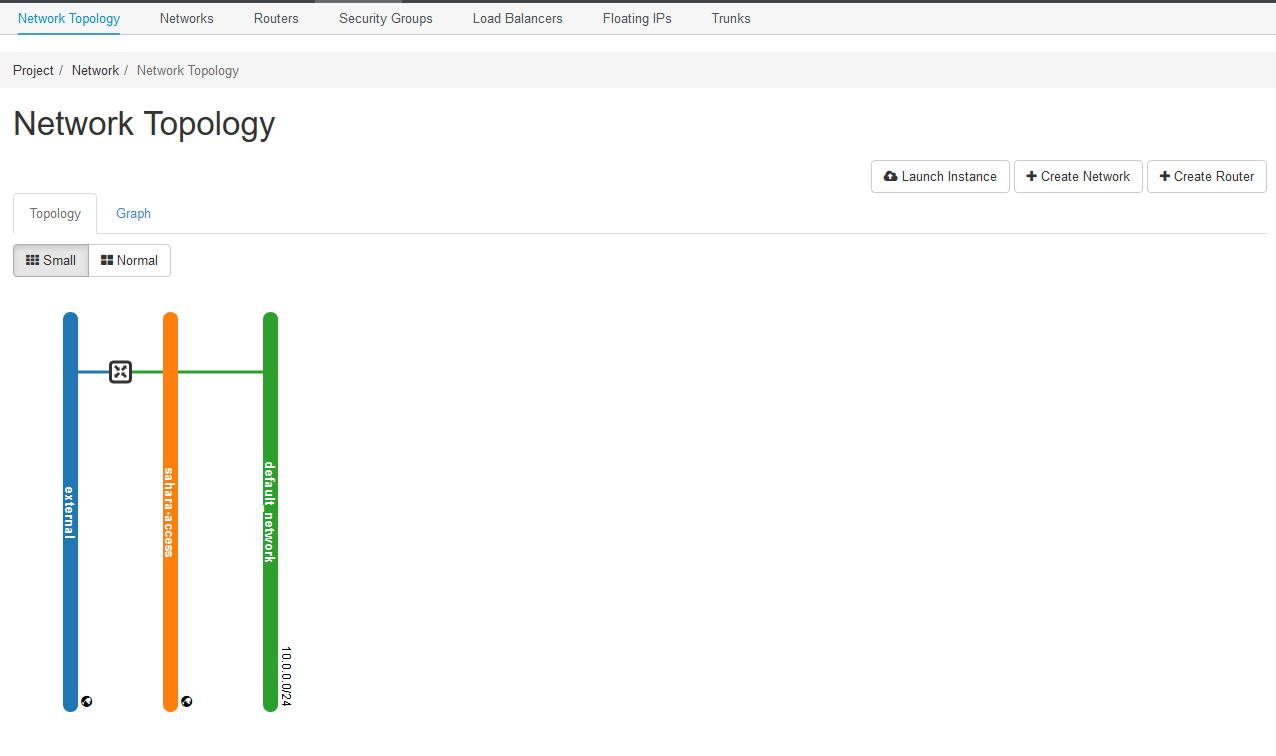 Network Topology Networks Routers Security Groups Load Balancers Floating IPs Trunks
Project / Network / Network Topology
Network Topology
Launch Instance Create Network Create Router
Topology Graph
Small Normal
external
sahara-access
default_network
10.0.0.0/24